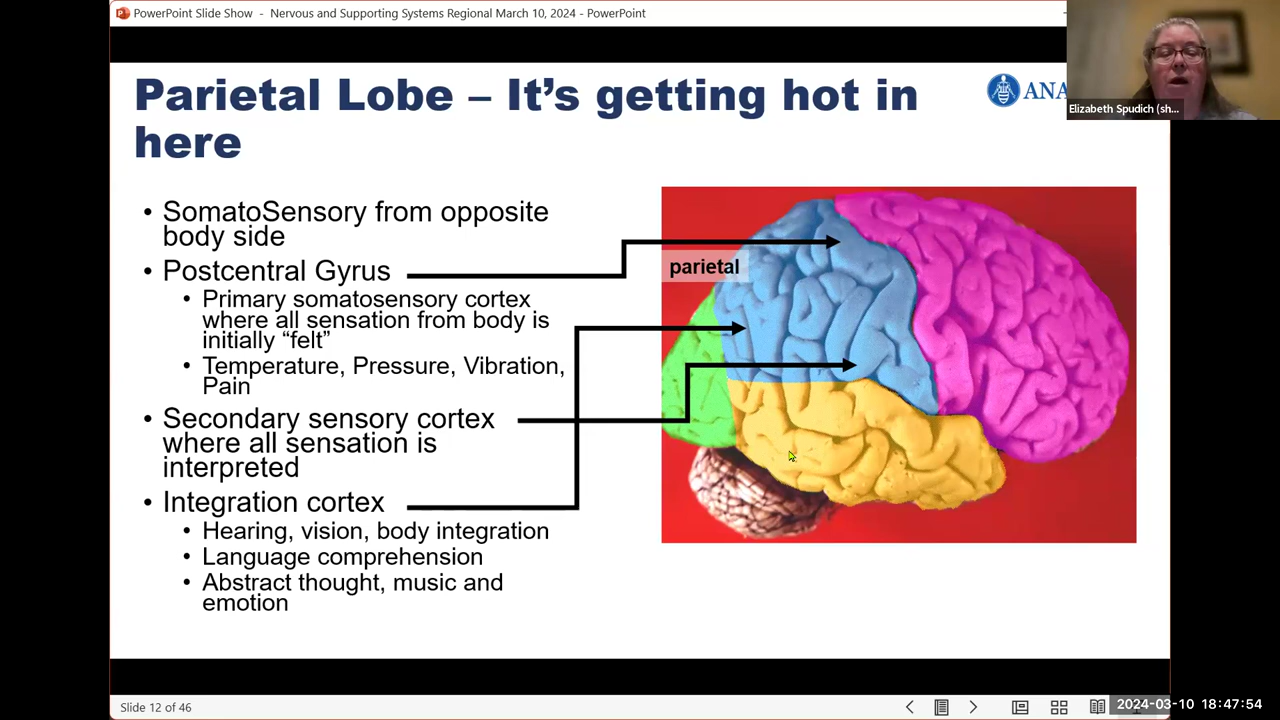 PowerPoint Slide Show - Nervous and Supporting Systems Regional March 10, 2024 - PowerPoint
Elizabeth Spudich (sh...
Parietal Lobe – It's getting hot in
here
ANA
• SomatoSensory from opposite
body side
• Postcentral Gyrus
• Primary somatosensory cortex
where all sensation from body is
initially “felt”
• Temperature, Pressure, Vibration,
Pain
• Secondary sensory cortex
where all sensation is
interpreted
• Integration cortex
• Hearing, vision, body integration
• Language comprehension
• Abstract thought, music and
emotion
parietal
Slide 12 of 46
2024-03-10 18:47:54